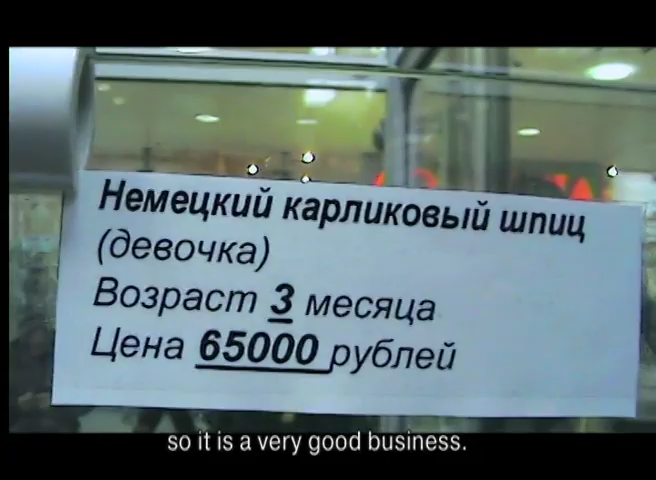 Немецкий карликовый шпиц
(девочка)
Возраст 3 месяца
Цена 65000 рублей
so it is a very good business.